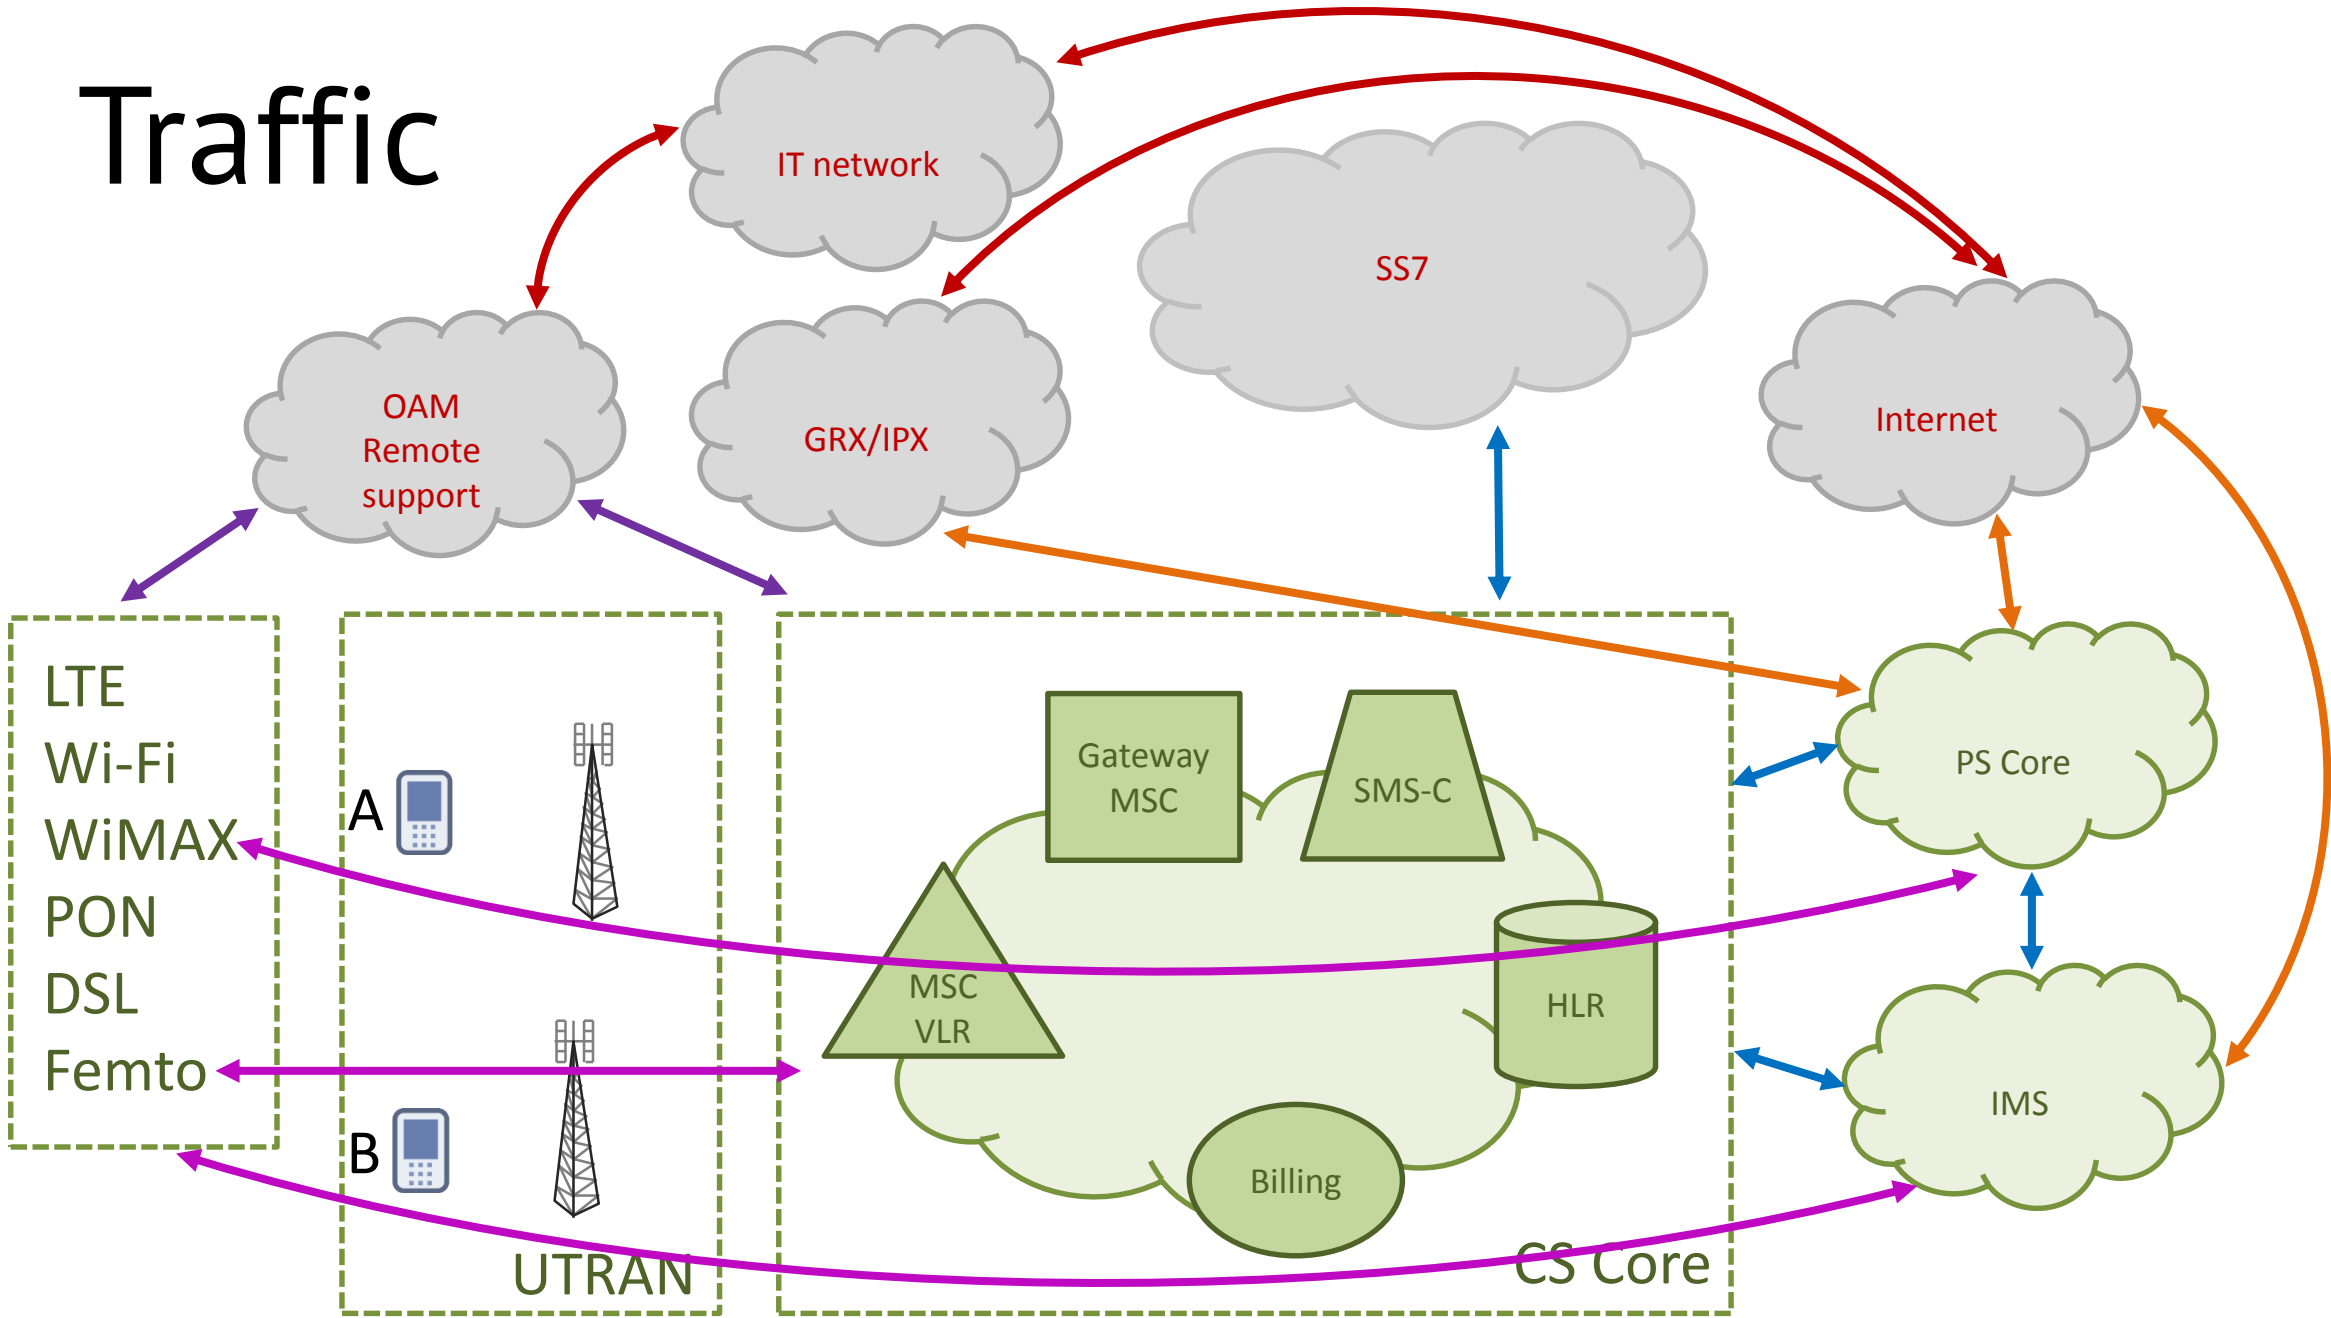 Traffic
IT network
SS7
OAM
Remote
support
GRX/IPX
Internet
LTE
Wi-Fi
WiMAX
PON
DSL
Femto
A
B
UTRAN
Gateway
MSC
SMS-C
MSC
VLR
HLR
Billing
CS Core
PS Core
IMS